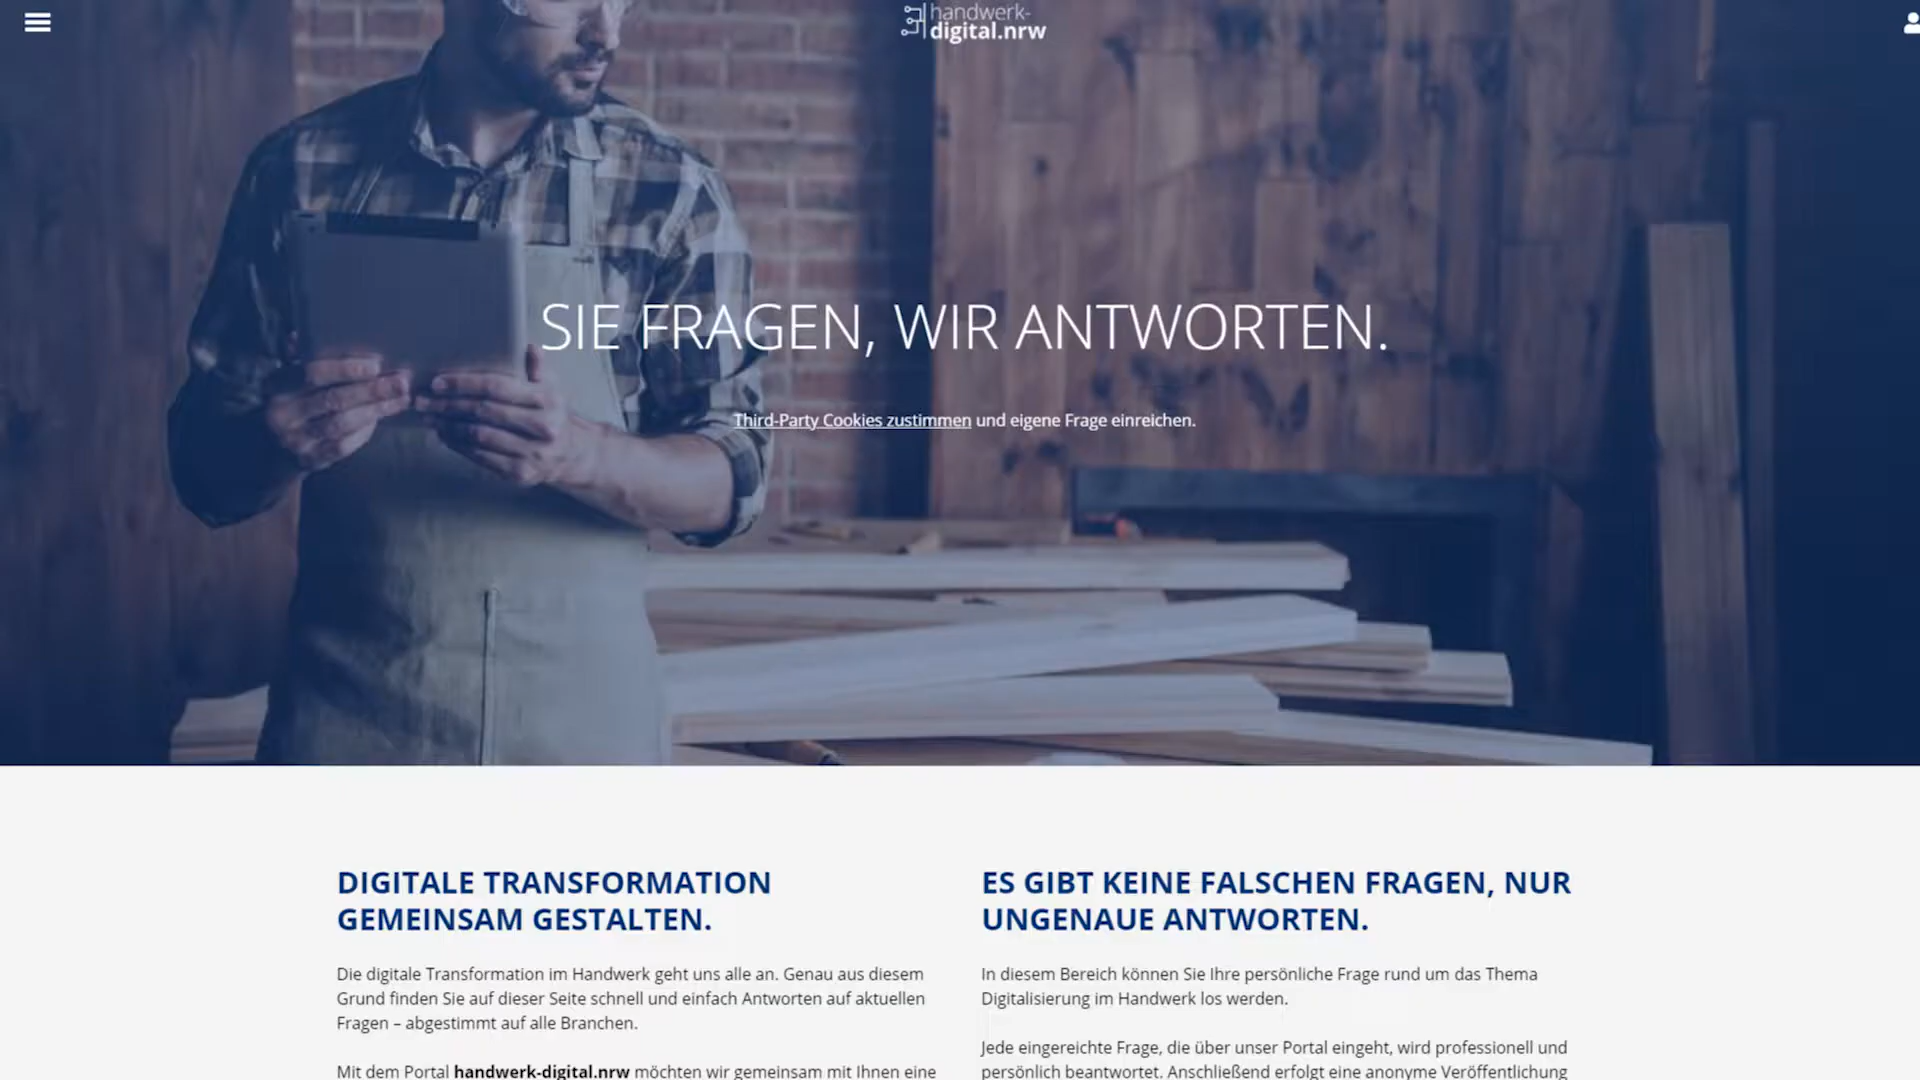 handwerk-
digital.nrw
SIE FRAGEN, WIR ANTWORTEN.
Third-Party Cookies zustimmen und eigene Frage einreichen.
DIGITALE TRANSFORMATION
GEMEINSAM GESTALTEN.
Die digitale Transformation im Handwerk geht uns alle an. Genau aus diesem
Grund finden Sie auf dieser Seite schnell und einfach Antworten auf aktuellen
Fragen – abgestimmt auf alle Branchen.
Mit dem Portal handwerk-digital.nrw möchten wir gemeinsam mit Ihnen eine
ES GIBT KEINE FALSCHEN FRAGEN, NUR
UNGENAUE ANTWORTEN.
In diesem Bereich können Sie Ihre persönliche Frage rund um das Thema
Digitalisierung im Handwerk los werden.
Jede eingereichte Frage, die über unser Portal eingeht, wird professionell und
persönlich beantwortet. Anschließend erfolgt eine anonyme Veröffentlichung